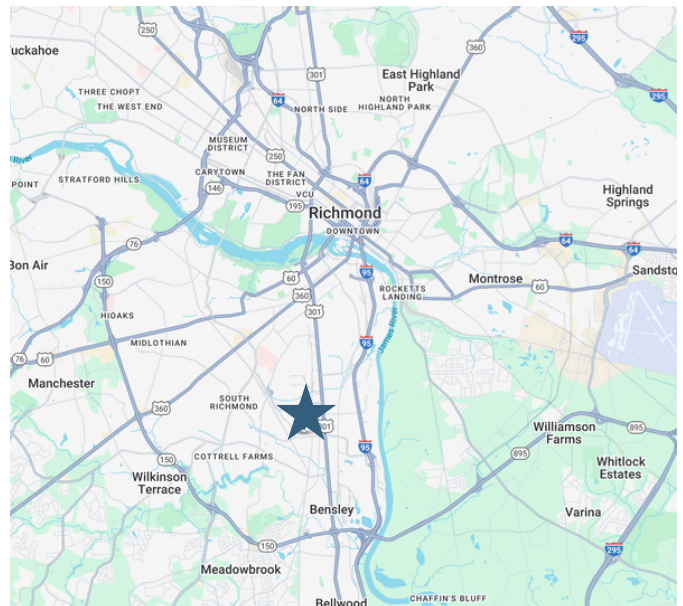 250
301
360
295
Tuckahoe
East Highland
Park
THREE CHOPT
THE WEST END
64
NORTH SIDE
NORTH
HIGHLAND PARK
295
MUSEUM
DISTRICT
250
CARYTOWN
THE FAN
DISTRICT
STRATFORD HILLS
146
VCU
64
POINT
195
Richmond
Highland
Springs
DOWNTOWN
76
64
64
Bon Air
150
60
95
Montrose
60
Sandsto
360
ROCKETTS
LANDING
301
HIOAKS
James River
MIDLOTHIAN
95
76
60
Manchester
SOUTH
RICHMOND
360
301
Williamson
Farms
895
150
COTTRELL FARMS
95
895
Wilkinson
Terrace
Whitlock
Estates
Bensley
Varina
150
295
Meadowbrook
Bellwood
CHAFFIN'S BLUFF